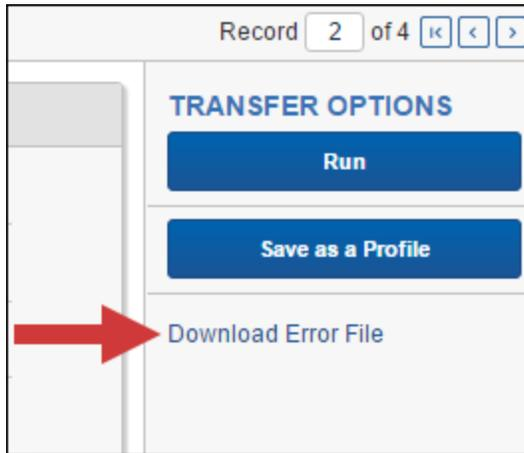 Record 2 of 4
TRANSFER OPTIONS
Run
Save as a Profile
Download Error File